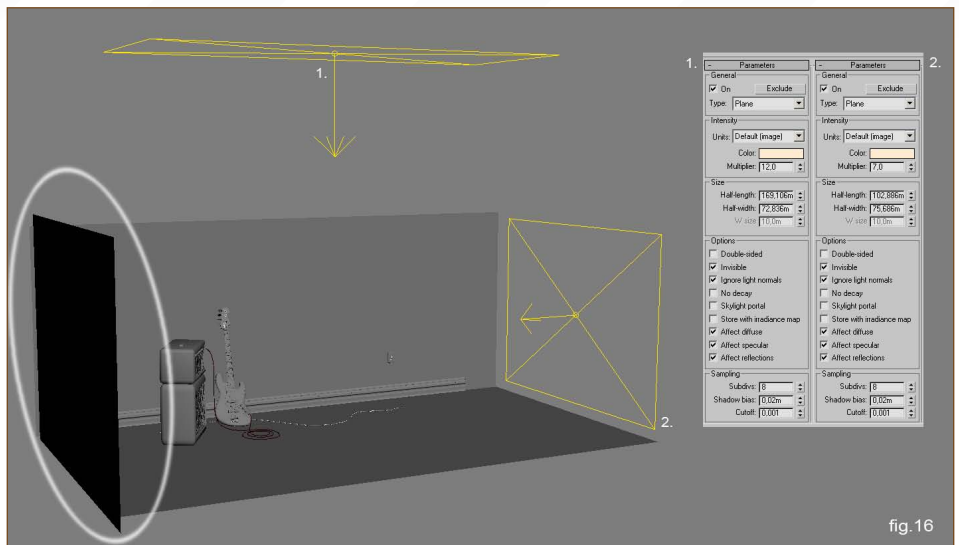 1.
2.
1.
- Parameters
General
On Exclude
Type: Plane
Intensity
Units: Default (image)
Color:
Multiplier: 12,0
Size
Half-length: 169,106m
Half-width: 72,836m
W size 10,0m
Options
Double-sided
Invisible
Ignore light normals
No decay
Skylight portal
Store with irradiance map
Affect diffuse
Affect specular
Affect reflections
Sampling
Subdivs: 8
Shadow bias: 0,02m
Cutoff: 0,001
2.
- Parameters
General
On Exclude
Type: Plane
Intensity
Units: Default (image)
Color:
Multiplier: 7,0
Size
Half-length: 102,886m
Half-width: 75,686m
W size 10,0m
Options
Double-sided
Invisible
Ignore light normals
No decay
Skylight portal
Store with irradiance map
Affect diffuse
Affect specular
Affect reflections
Sampling
Subdivs: 8
Shadow bias: 0,02m
Cutoff: 0,001
fig.16